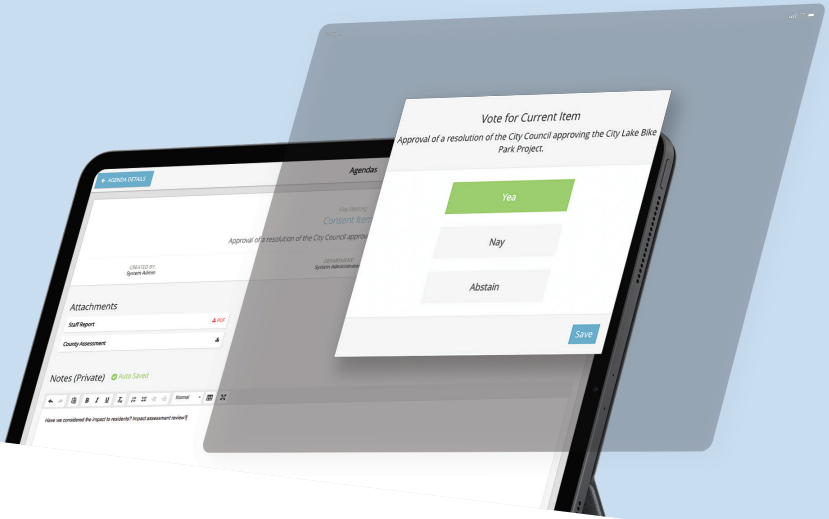 Vote for Current Item
Approval of a resolution of the City Council approving the City Lake Bike
Park Project.
Yea
Nay
Abstain
Save
← AGENDA DETAILS
Agendas
Consent Item
Approval of a resolution of the City Council approv
CREATED BY:
System Admin
DEPARTMENT:
System Administrator
Attachments
Staff Report
PDF
County Assessment
Notes (Private)
Auto Saved
B I U
Normal
Have we considered the impact to residents? Impact assessment review?